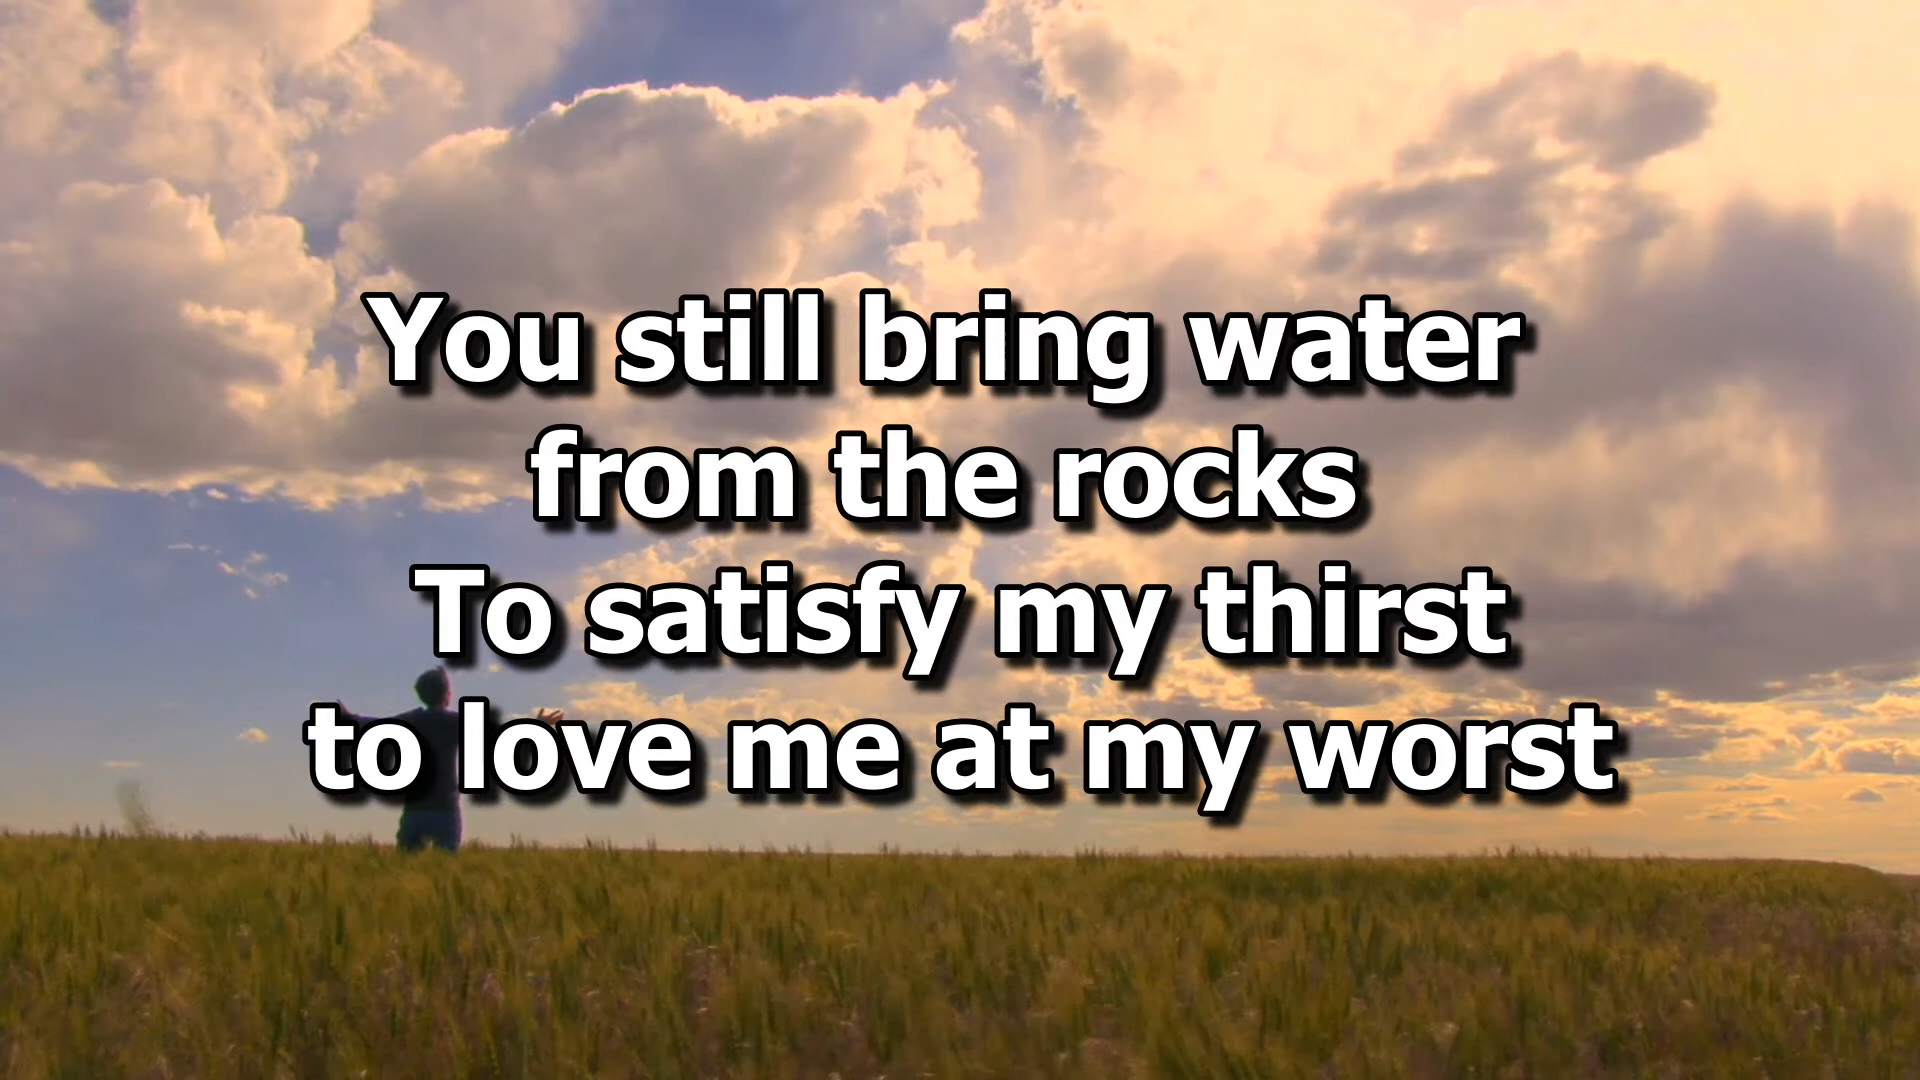 You still bring water
from the rocks
To satisfy my thirst
to love me at my worst